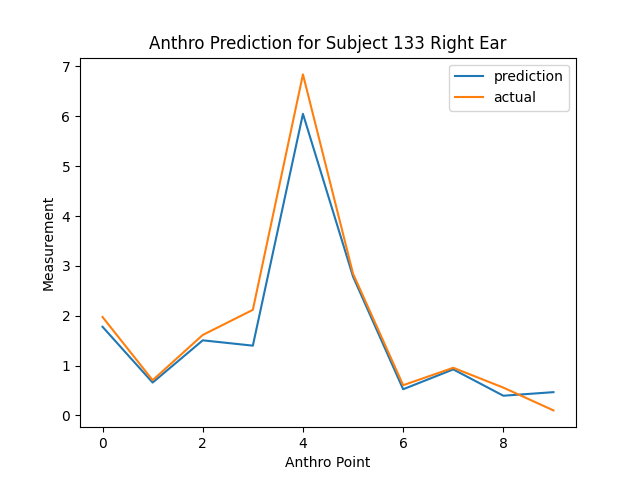 Anthro Prediction for Subject 133 Right Ear
prediction
actual
Measurement
7
6
5
4
3
2
1
0
0 2 4 6 8
Anthro Point